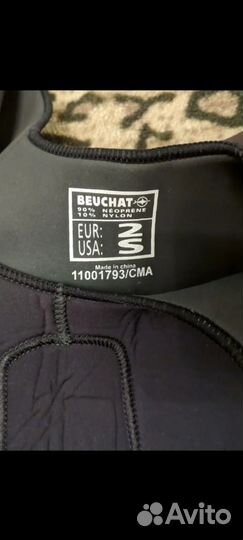 BEUCHAT
90% NEOPRENE
10% NYLON
EUR: 2
USA: S
Made in china
11001793/CMA
Avito